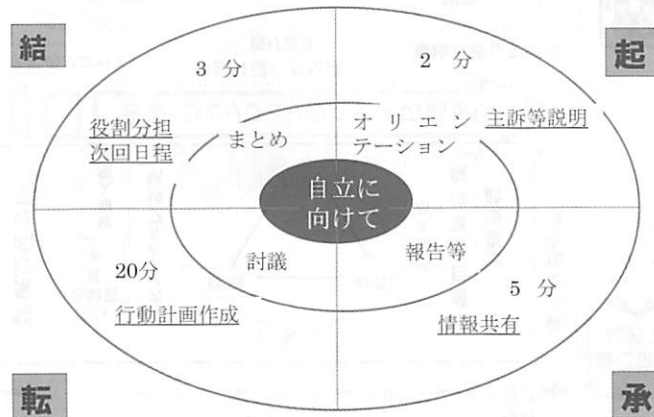 結
起
3 分
2 分
役割分担
次回日程
まとめ
オリエン
テーション
主訴等説明
自立に
向けて
討議
報告等
20分
5 分
行動計画作成
情報共有
転
承